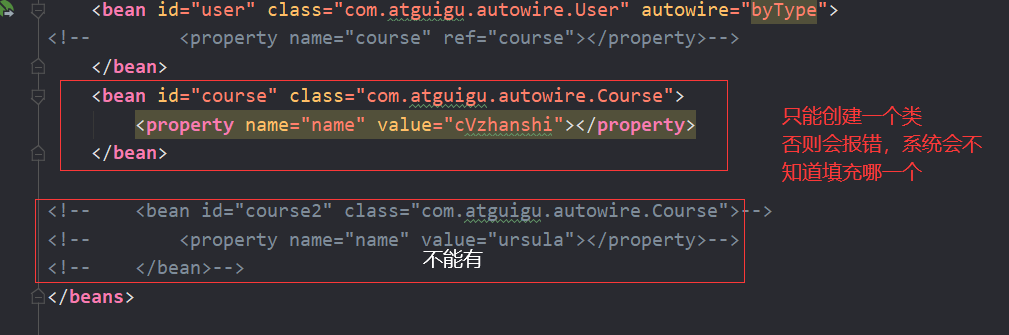 <bean id="user" class="com.atguigu.autowire.User" autowire="byType">
<!--        <property name="course" ref="course"></property>-->
</bean>
<bean id="course" class="com.atguigu.autowire.Course">
<property name="name" value="cVzhanshi"></property>
</bean>
只能创建一个类
否则会报错，系统会不
知道填充哪一个
<!--    <bean id="course2" class="com.atguigu.autowire.Course">-->
<!--        <property name="name" value="ursula"></property>-->
<!--    </bean>-->
不能有
</beans>